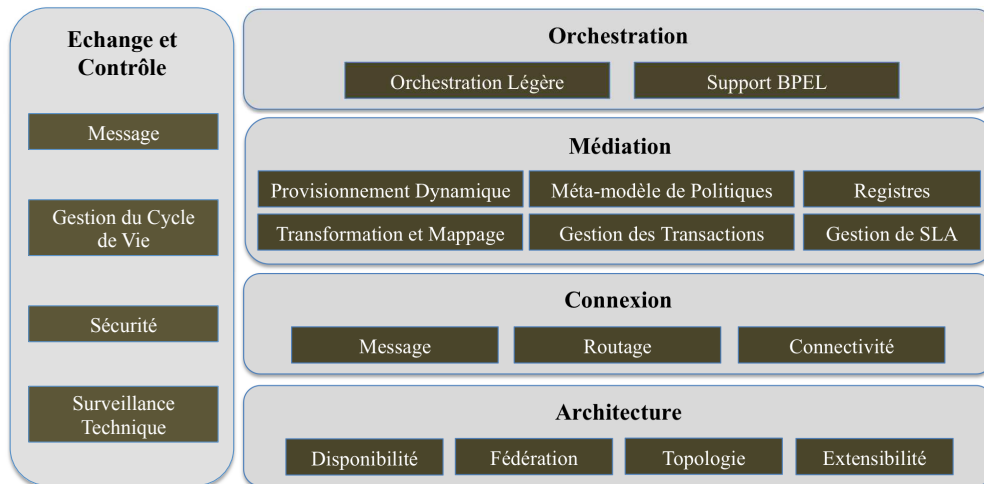 Echange et
Contrôle
Message
Gestion du Cycle
de Vie
Sécurité
Surveillance
Technique
Orchestration
Orchestration Légère
Support BPEL
Médiation
Provisionnement Dynamique
Méta-modèle de Politiques
Registres
Transformation et Mappage
Gestion des Transactions
Gestion de SLA
Connexion
Message
Routage
Connectivité
Architecture
Disponibilité
Fédération
Topologie
Extensibilité